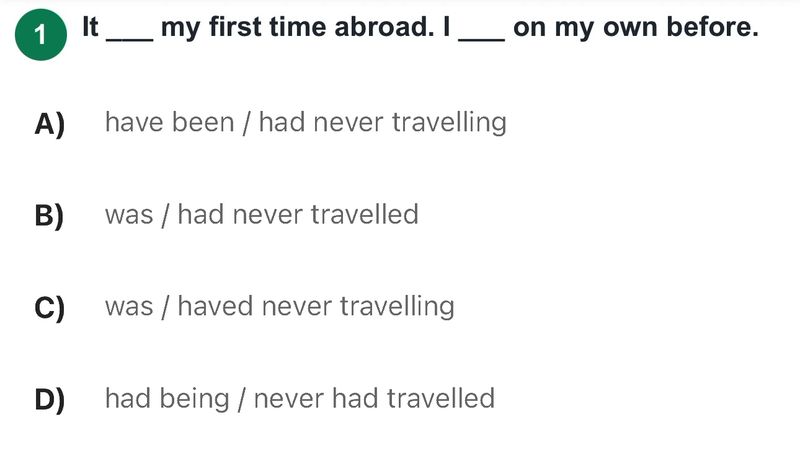 1 It ___ my first time abroad. I ___ on my own before.
A) have been / had never travelling
B) was / had never travelled
C) was / haved never travelling
D) had being / never had travelled